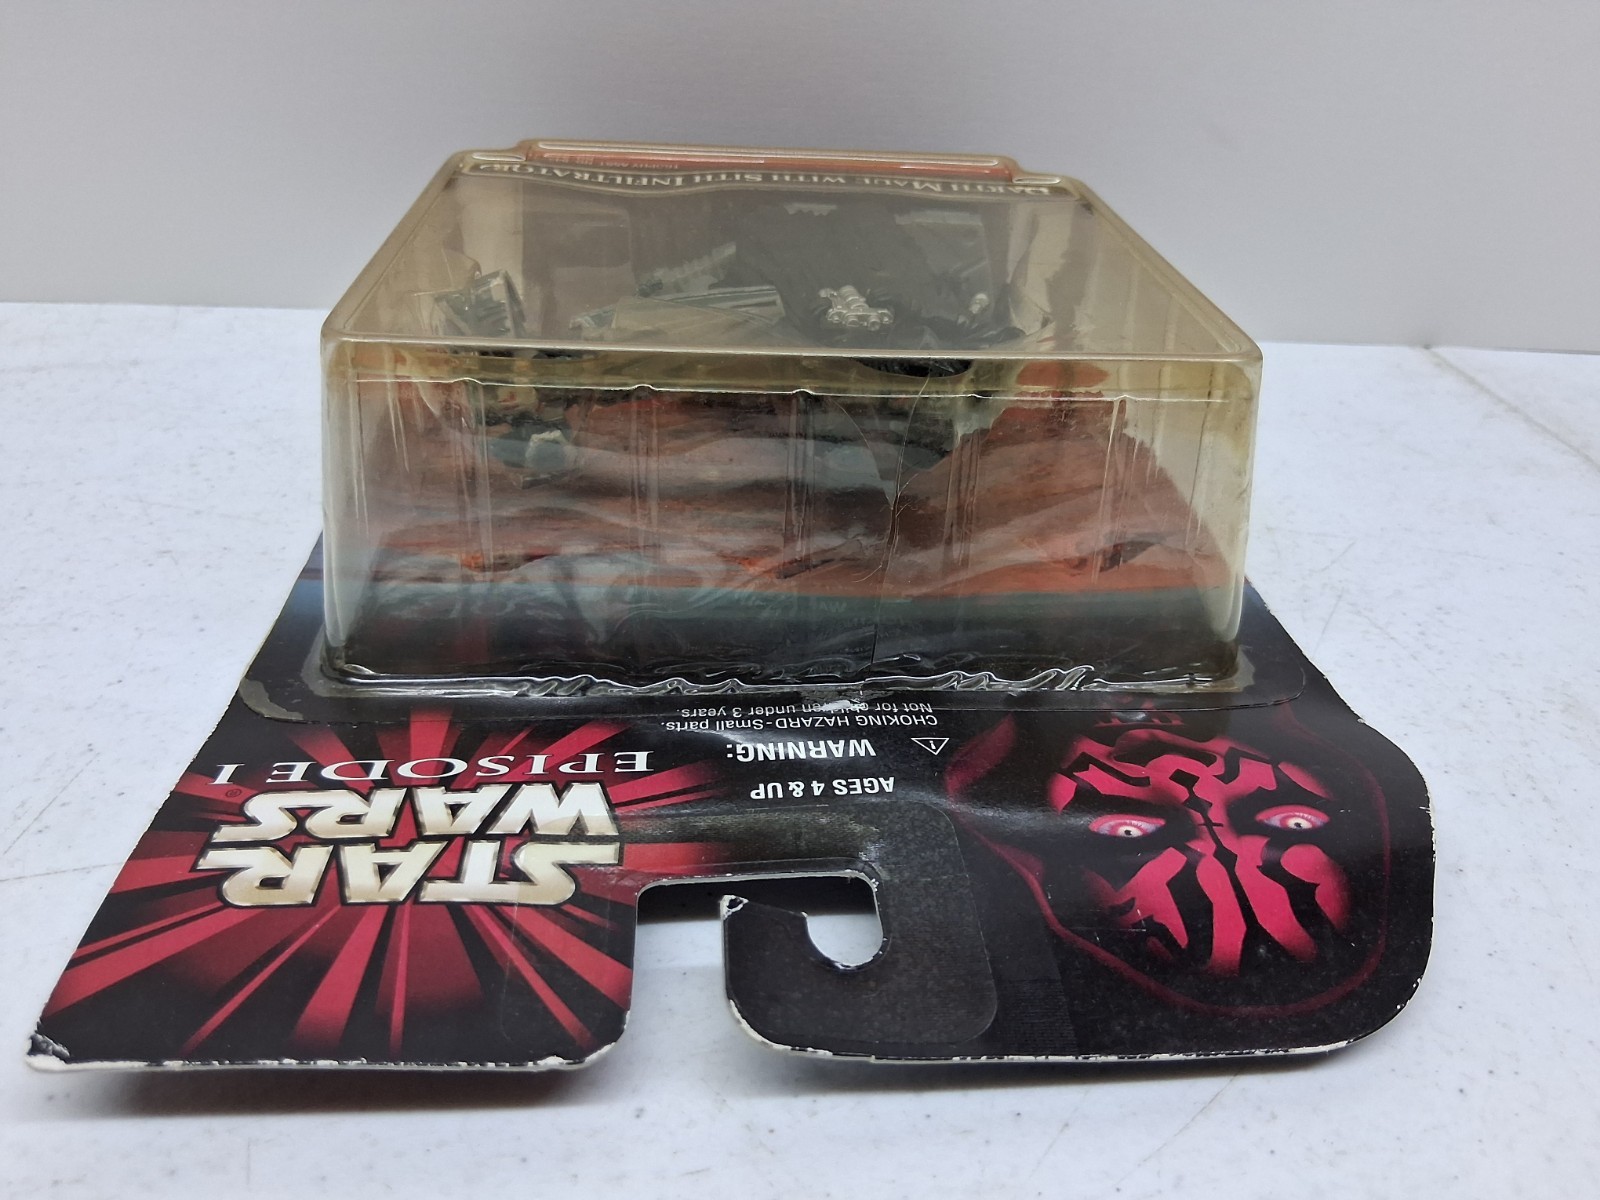 STAR
WARS®
EPISODE I
AGES 4 & UP
WARNING:
CHOKING HAZARD-Small parts.
Not for children under 3 years.
DARTH MAUL WITH SITH INFILTRATOR